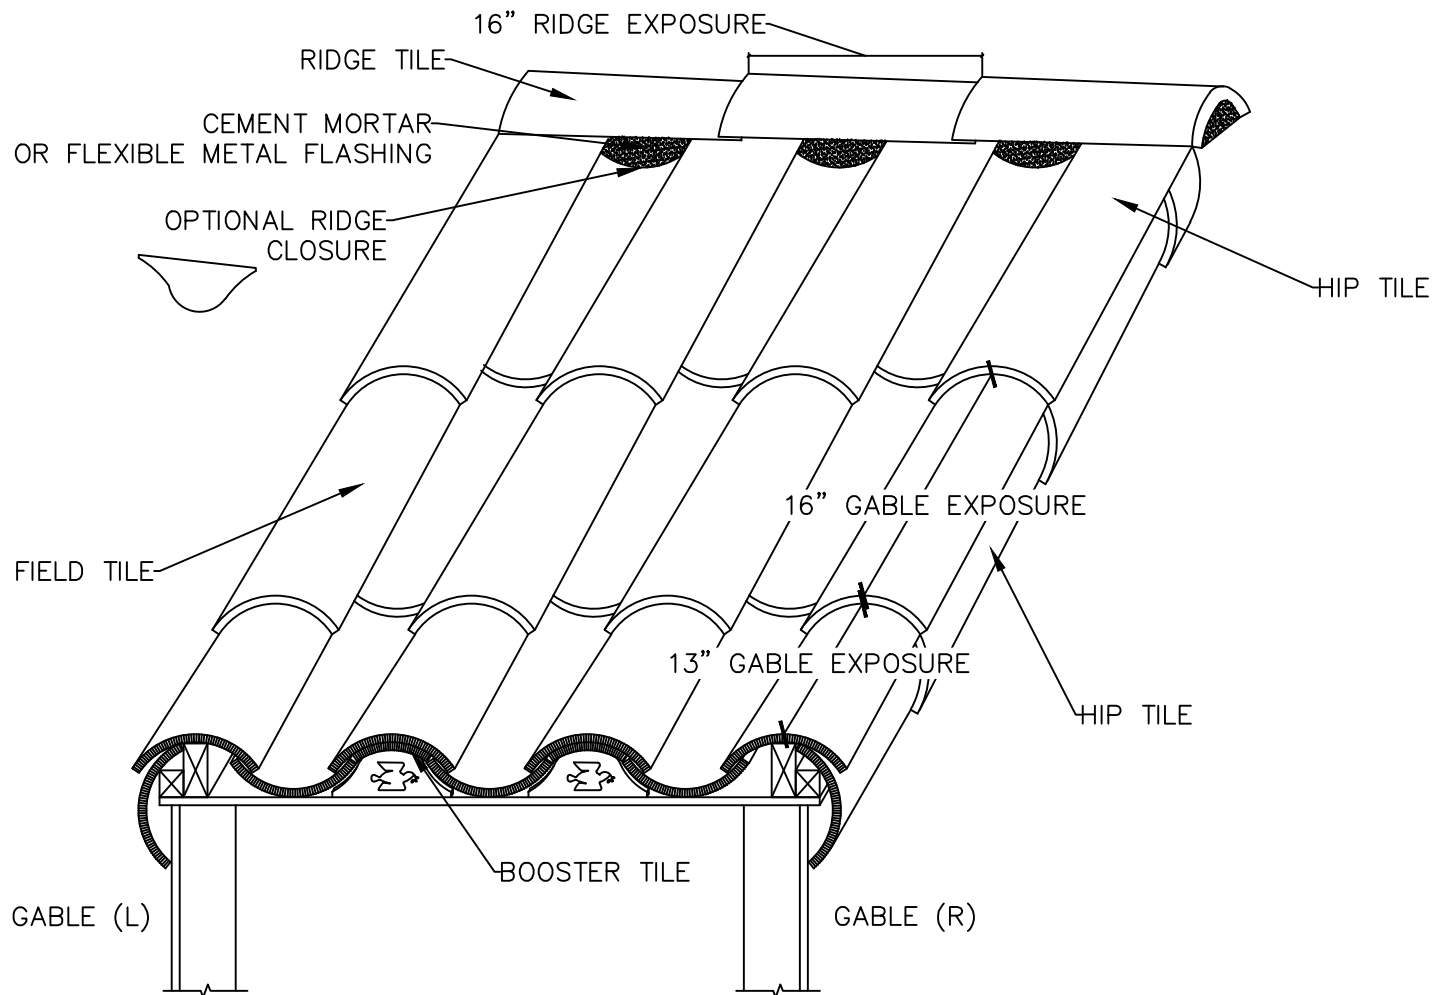 16” RIDGE EXPOSURE
RIDGE TILE
CEMENT MORTAR
OR FLEXIBLE METAL FLASHING
OPTIONAL RIDGE
CLOSURE
HIP TILE
16” GABLE EXPOSURE
FIELD TILE
13” GABLE EXPOSURE
HIP TILE
BOOSTER TILE
GABLE (L)
GABLE (R)